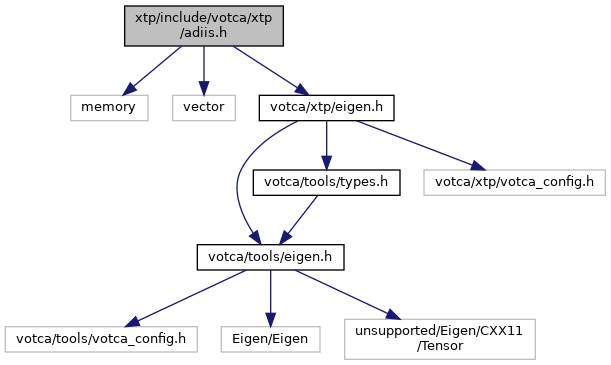 xtp/include/votca/xtp
/adiis.h
memory
vector
votca/xtp/eigen.h
votca/tools/types.h
votca/xtp/votca_config.h
votca/tools/eigen.h
votca/tools/votca_config.h
Eigen/Eigen
unsupported/Eigen/CXX11
/Tensor